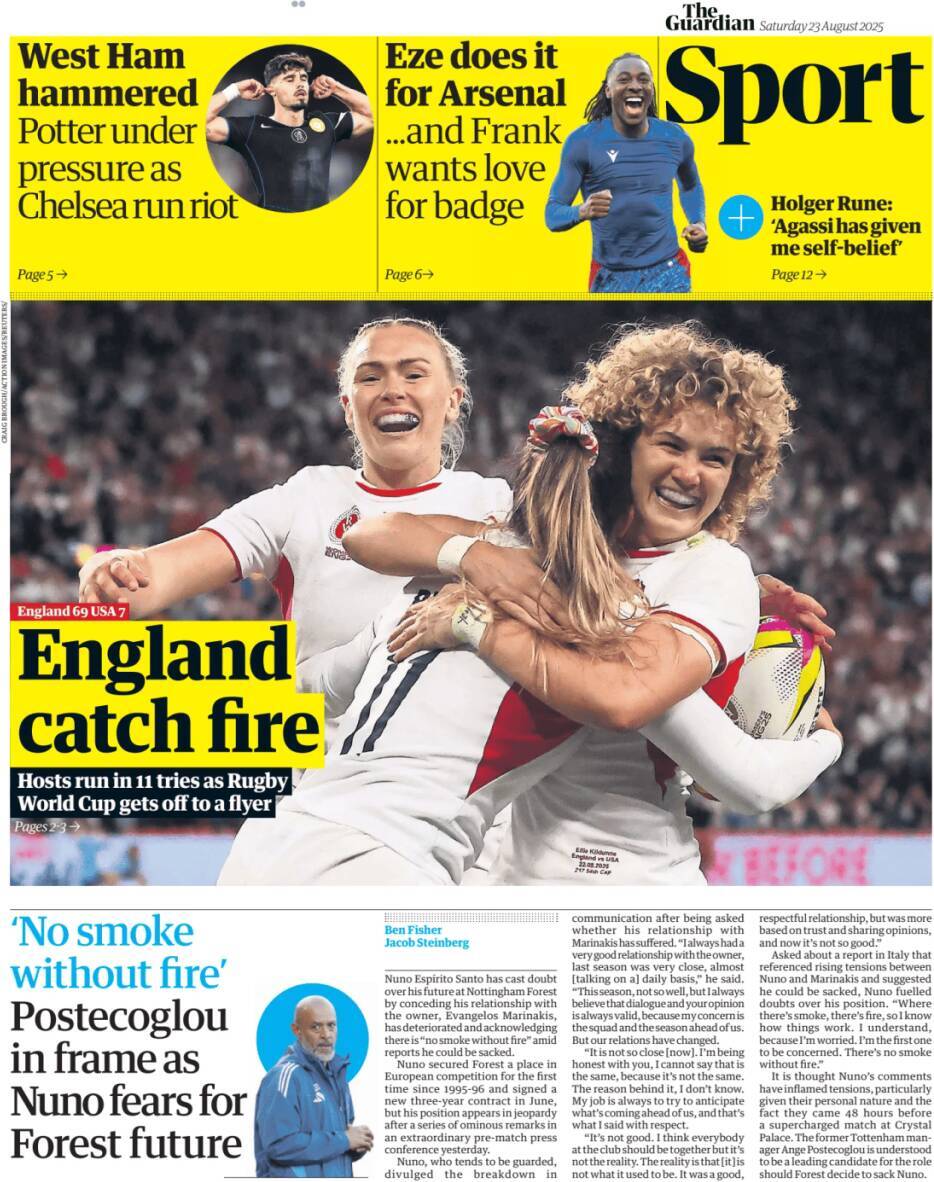 The
Guardian Saturday 23 August 2025
Sport
West Ham
hammered
Potter under
pressure as
Chelsea run riot
Page 5 →
Eze does it
for Arsenal
...and Frank
wants love
for badge
Page 6→
Holger Rune:
‘Agassi has given
me self-belief’
Page 12 →
CRAIG BROUGH/ACTION IMAGES/REUTERS/
England 69 USA 7
England
catch fire
Hosts run in 11 tries as Rugby
World Cup gets off to a flyer
Pages 2-3 →
11
Ellie Kildunne
England vs USA
22.08.2025
BEFORE
‘No smoke
without fire’
Postecoglou
in frame as
Nuno fears for
Forest future
Ben Fisher
Jacob Steinberg
Nuno Espírito Santo has cast doubt
over his future at Nottingham Forest
by conceding his relationship with
the owner, Evangelos Marinakis,
has deteriorated and acknowledging
there is “no smoke without fire” amid
reports he could be sacked.
Nuno secured Forest a place in
European competition for the first
time since 1995-96 and signed a
new three-year contract in June,
but his position appears in jeopardy
after a series of ominous remarks in
an extraordinary pre-match press
conference yesterday.
Nuno, who tends to be guarded,
divulged the breakdown in
communication after being asked
whether his relationship with
Marinakis has suffered. “I always had a
very good relationship with the owner,
last season was very close, almost
[talking on a] daily basis,” he said.
“This season, not so well, but I always
believe that dialogue and your opinion
is always valid, because my concern is
the squad and the season ahead of us.
But our relations have changed.
“It is not so close [now]. I’m being
honest with you, I cannot say that is
the same, because it’s not the same.
The reason behind it, I don’t know.
My job is always to try to anticipate
what’s coming ahead of us, and that’s
what I said with respect.
“It’s not good. I think everybody
at the club should be together but it’s
not the reality. The reality is that [it] is
not what it used to be. It was a good,
respectful relationship, but was more
based on trust and sharing opinions,
and now it’s not so good.”
Asked about a report in Italy that
referenced rising tensions between
Nuno and Marinakis and suggested
he could be sacked, Nuno fuelled
doubts over his position. “Where
there’s smoke, there’s fire, so I know
how things work. I understand,
because I’m worried. I’m the first one
to be concerned. There’s no smoke
without fire.”
It is thought Nuno’s comments
have inflamed tensions, particularly
given their personal nature and the
fact they came 48 hours before
a supercharged match at Crystal
Palace. The former Tottenham man-
ager Ange Postecoglou is understood
to be a leading candidate for the role
should Forest decide to sack Nuno.